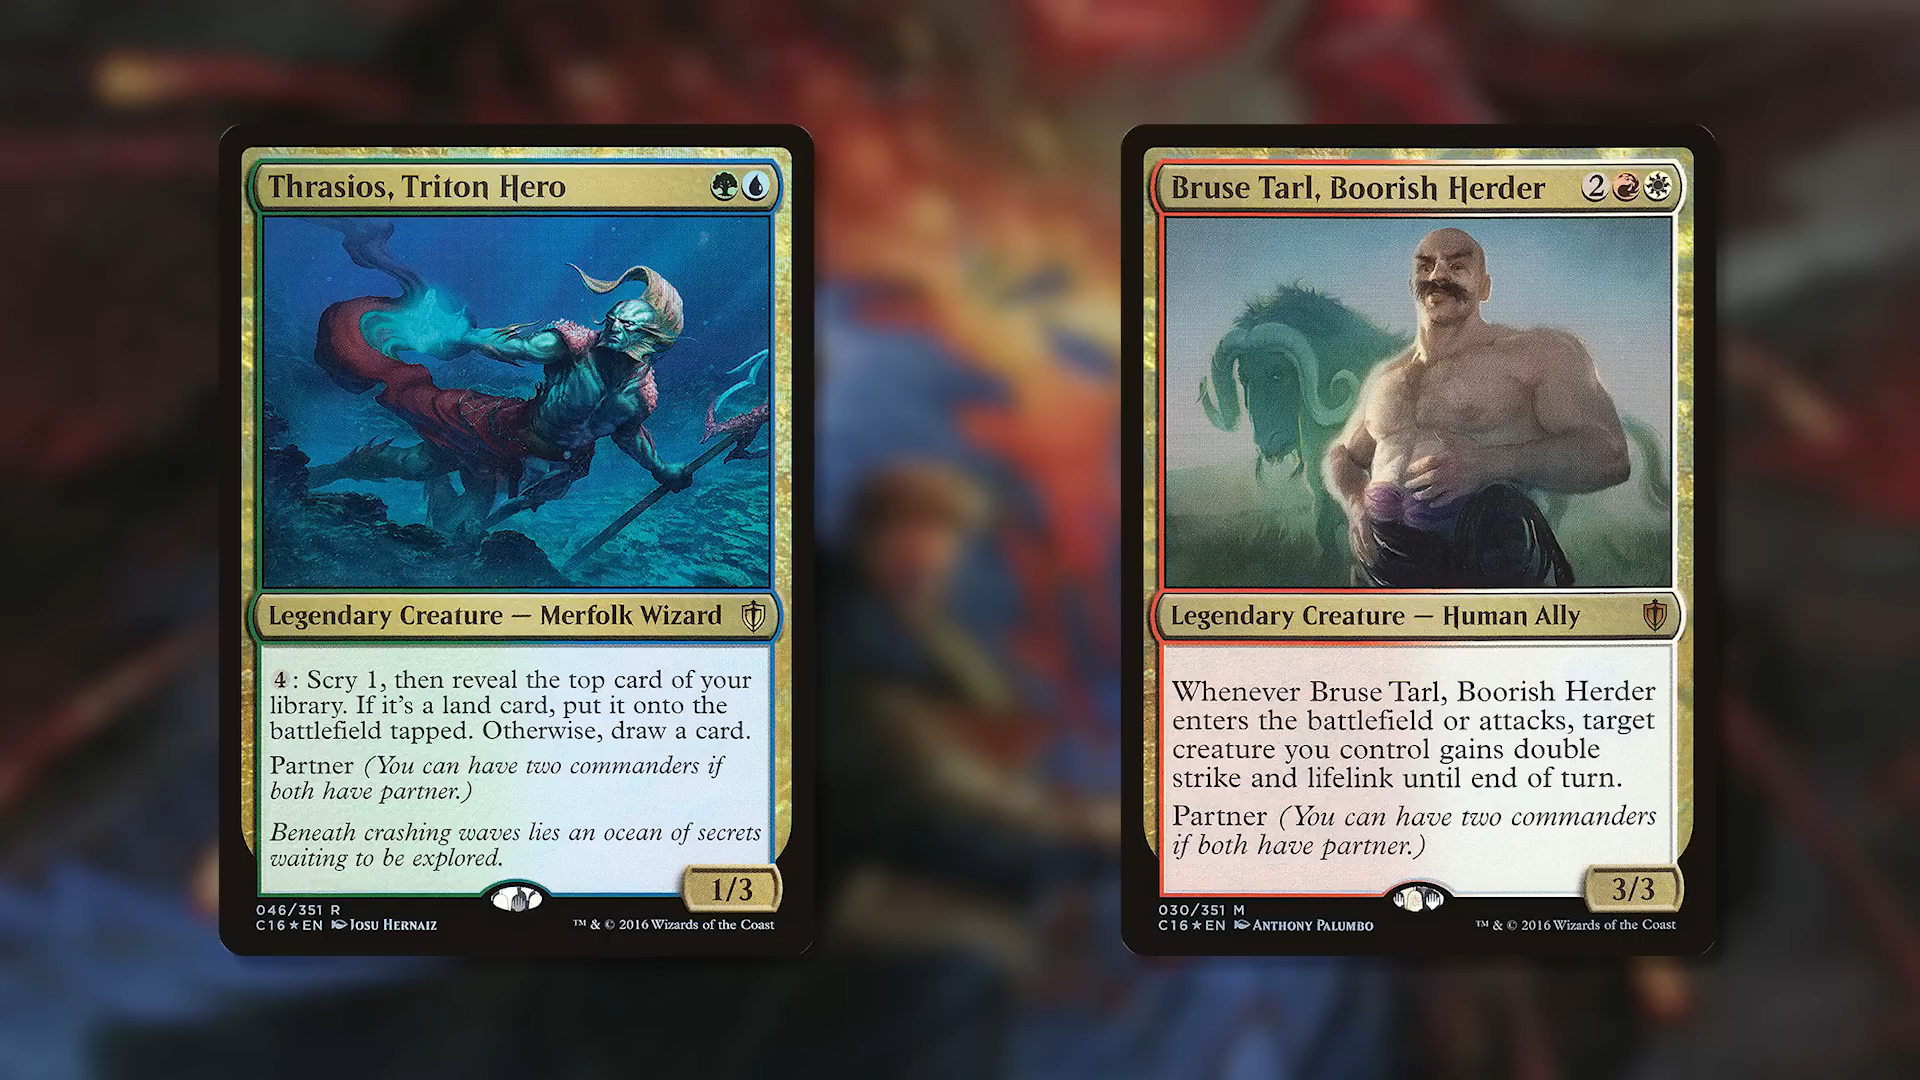 Thrasios, Triton Hero
Legendary Creature — Merfolk Wizard
4: Scry 1, then reveal the top card of your
library. If it's a land card, put it onto the
battlefield tapped. Otherwise, draw a card.
Partner (You can have two commanders if
both have partner.)
Beneath crashing waves lies an ocean of secrets
waiting to be explored.
1/3
046/351 R
C16★EN Josu Hernaiz
™ & © 2016 Wizards of the Coast
Bruse Tarl, Boorish Herder 2
Legendary Creature — Human Ally
Whenever Bruse Tarl, Boorish Herder
enters the battlefield or attacks, target
creature you control gains double
strike and lifelink until end of turn.
Partner (You can have two commanders
if both have partner.)
3/3
030/351 M
C16★EN Anthony Palumbo
™ & © 2016 Wizards of the Coast